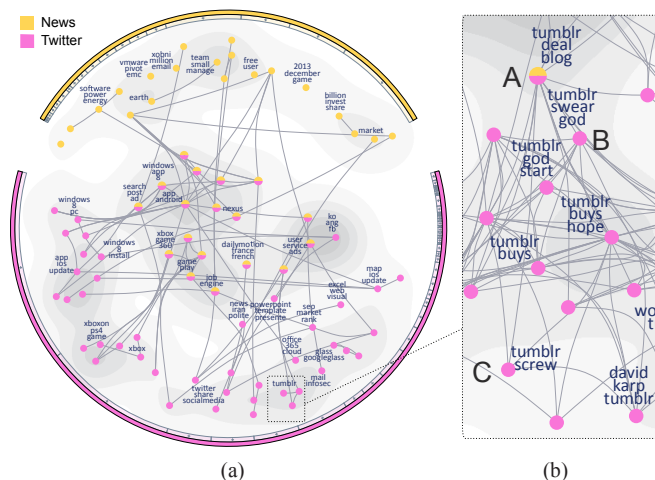 News
Twitter
xobni
million
email
vmware
pivot
emc
team
small
manage
free
user
2013
december
game
software
power
energy
earth
billion
invest
share
market
windows
app
8
search
post
ad
app
android
nexus
windows
8
pc
xbox
game
360
windows
8
install
app
ios
update
game
play
dailymotion
france
french
user
service
ads
ko
ang
fb
job
engine
map
ios
update
excel
web
visual
news
iran
polite
powerpoint
template
presente
sep
market
rank
xboxon
ps4
game
xbox
office
365
cloud
glass
googleglass
twitter
share
socialmedia
tumblr
mail
infosec
(a)
tumblr
deal
blog
A
tumblr
swear
god
B
tumblr
god
start
tumblr
buys
hope
tumblr
buys
wo
t
C
tumblr
screw
david
karp
tumblr
(b)